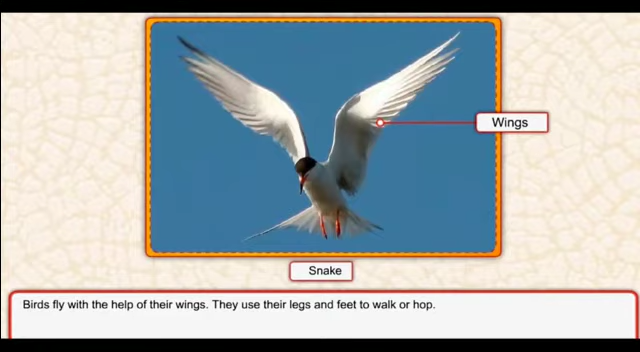 Wings
Snake
Birds fly with the help of their wings. They use their legs and feet to walk or hop.